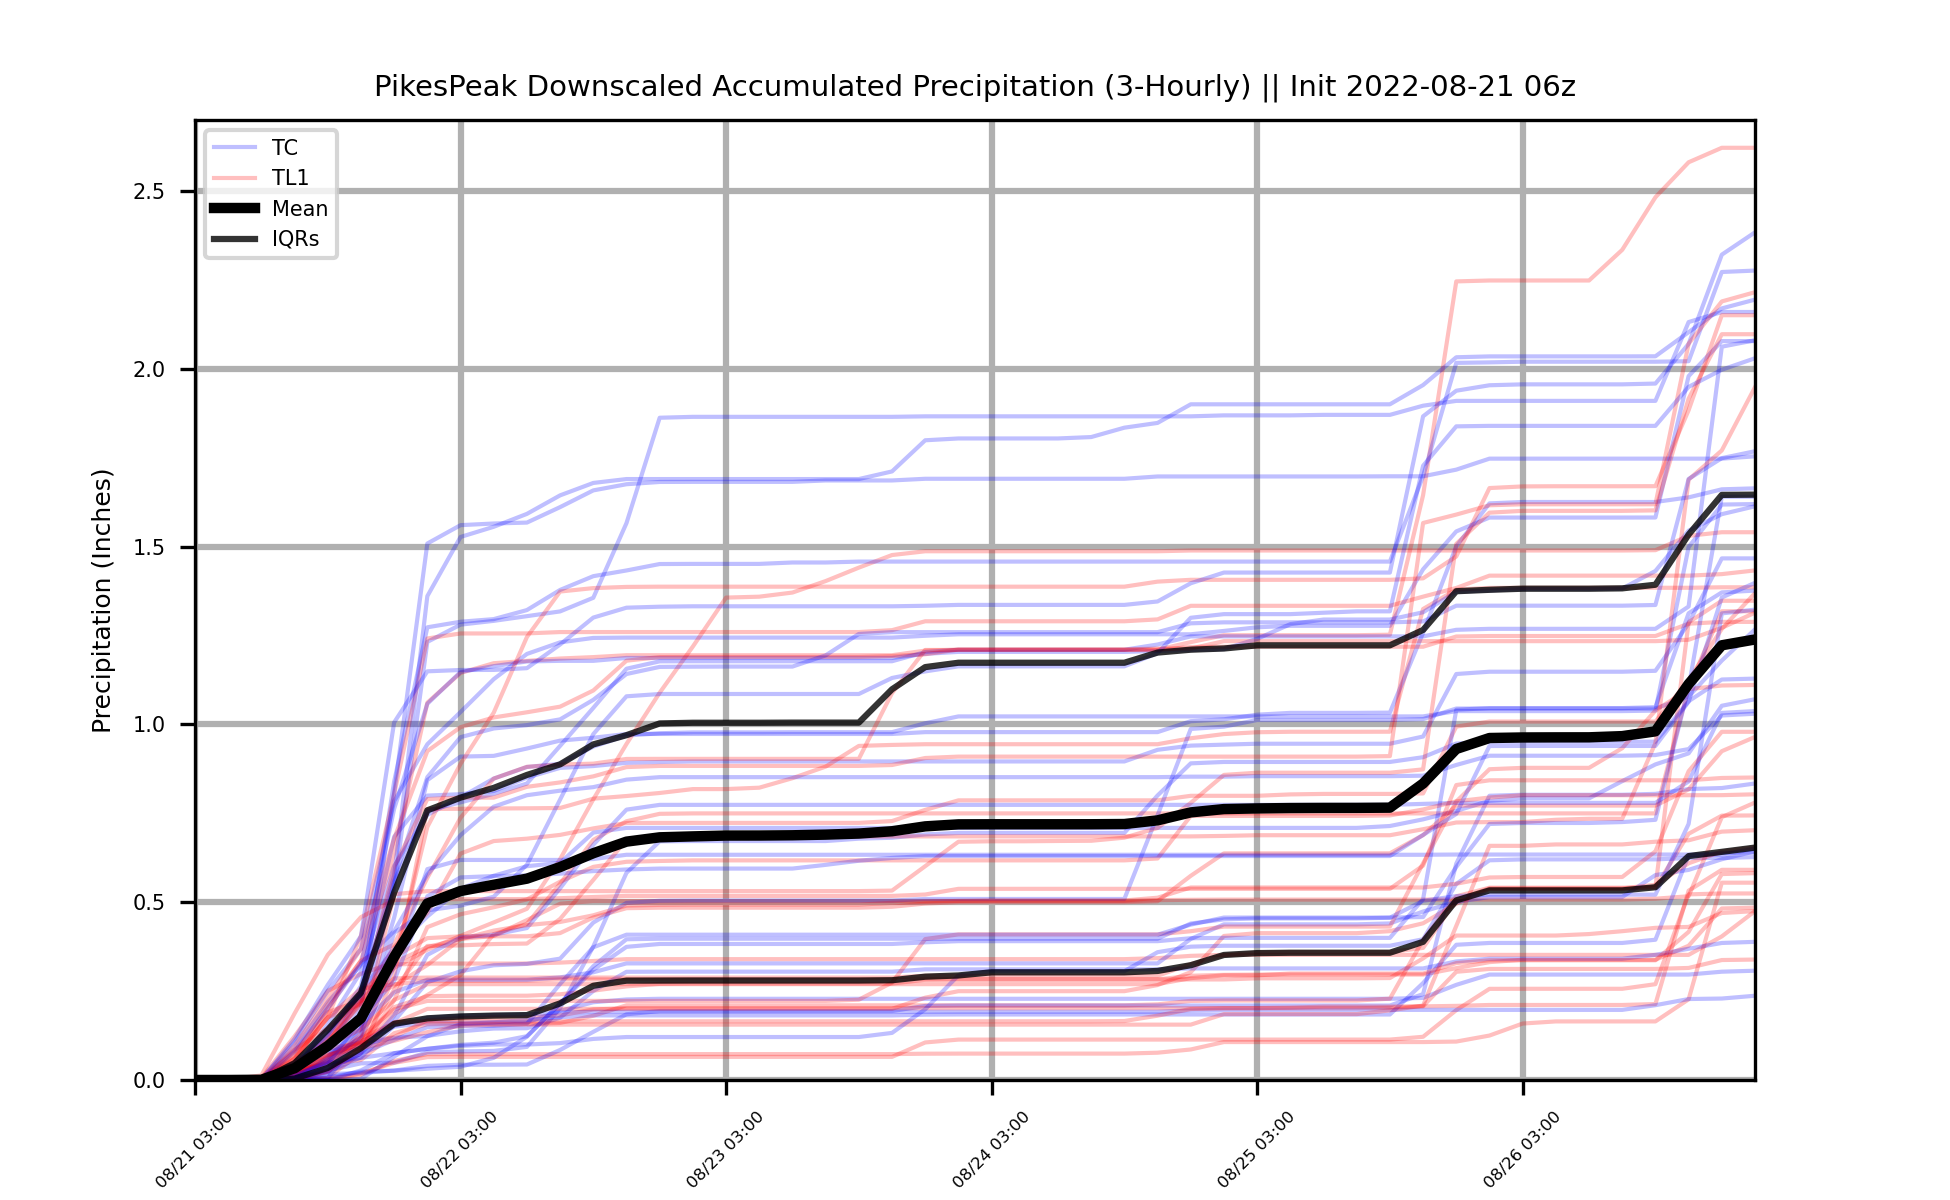 PikesPeak Downscaled Accumulated Precipitation (3-Hourly) || Init 2022-08-21 06z
TC
TL1
Mean
IQRs
Precipitation (Inches)
2.5
2.0
1.5
1.0
0.5
0.0
08/21 03:00
08/22 03:00
08/23 03:00
08/24 03:00
08/25 03:00
08/26 03:00